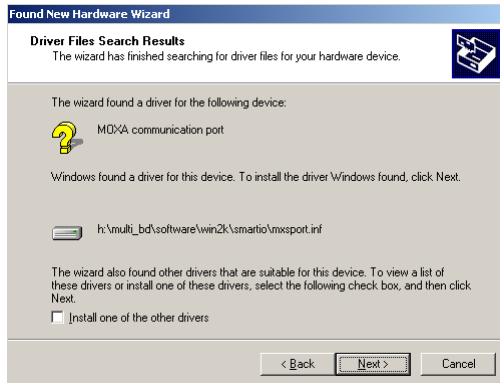 Found New Hardware Wizard
Driver Files Search Results
The wizard has finished searching for driver files for your hardware device.
The wizard found a driver for the following device:
MOXA communication port
Windows found a driver for this device. To install the driver Windows found, click Next.
h:\multi_bd\software\win2k\smartio\mxsport.inf
The wizard also found other drivers that are suitable for this device. To view a list of
these drivers or install one of these drivers, select the following check box, and then click
Next.
Install one of the other drivers
< Back Next > Cancel